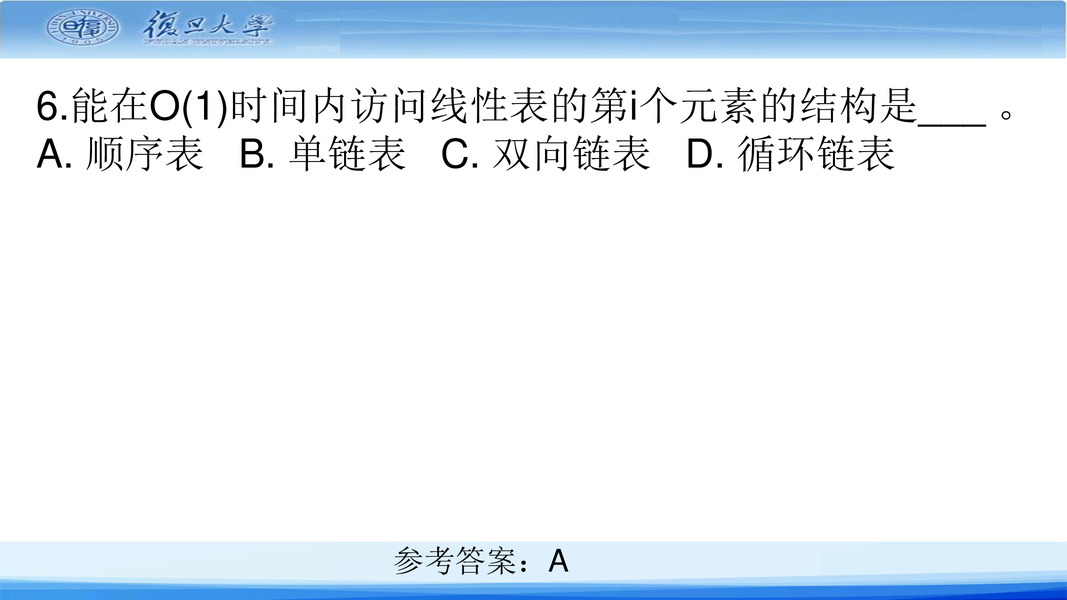 復旦大學
FUDAN UNIVERSITY
6.能在O(1)时间内访问线性表的第i个元素的结构是___ 。
A. 顺序表 B. 单链表 C. 双向链表 D. 循环链表
参考答案：A